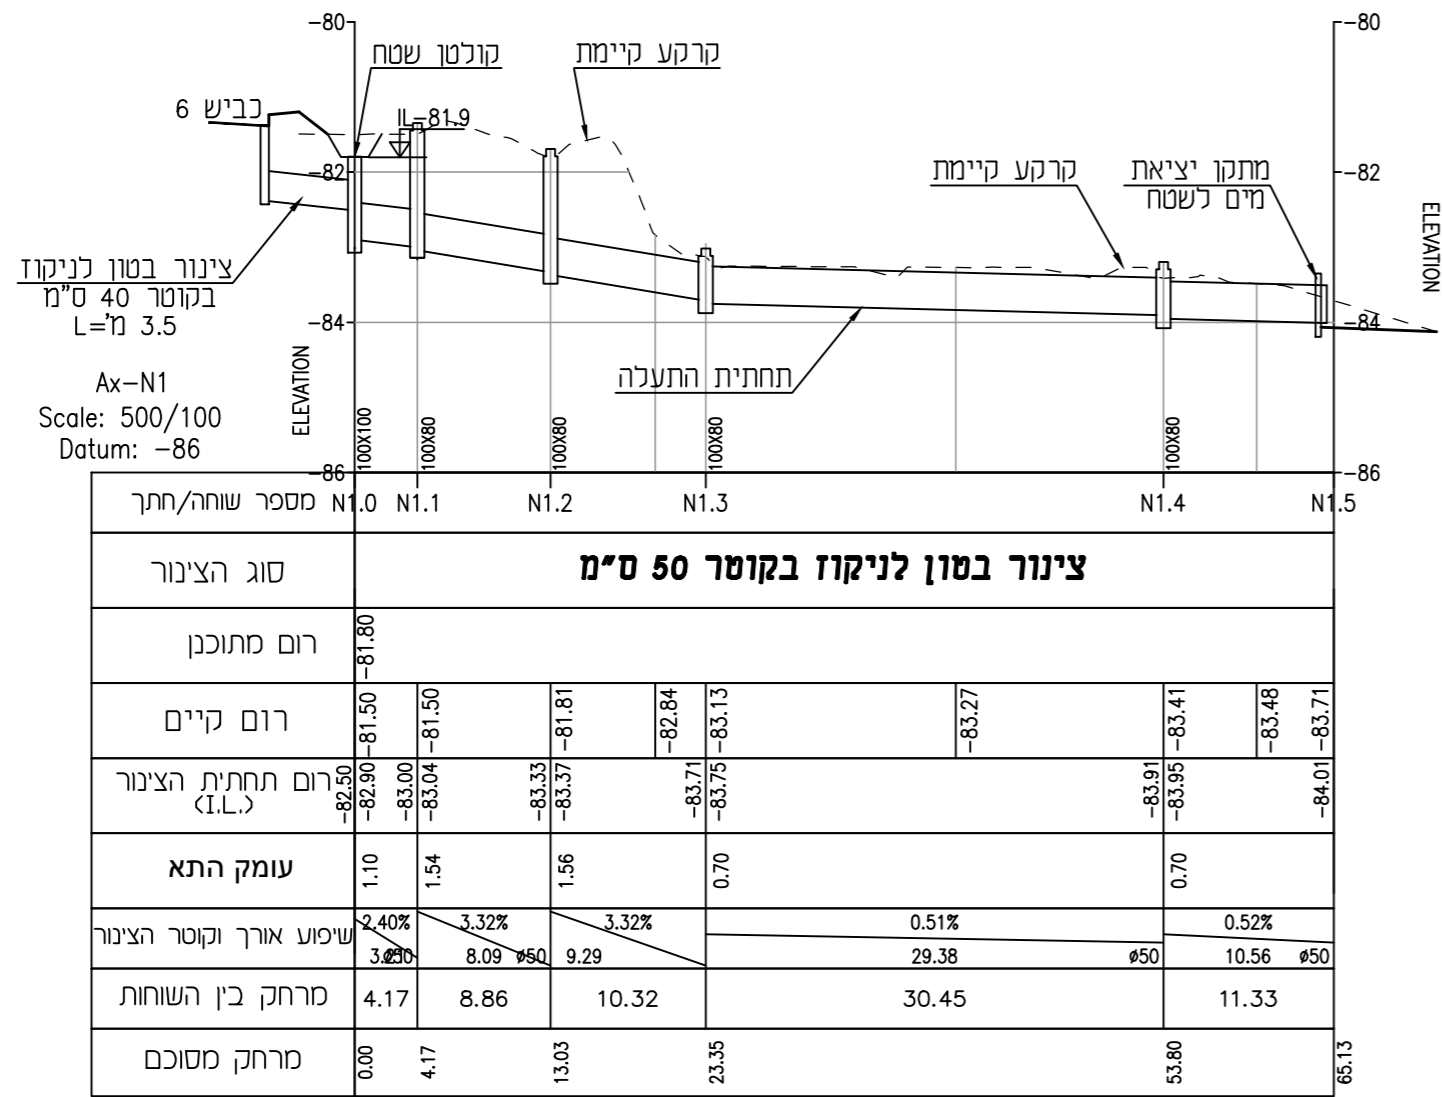 -80
-80
קולטן שטח
קרקע קיימת
כביש 6
IL-81.9
-82
-82
קרקע קיימת
מתקן יציאת
מים לשטח
ELEVATION
צינור בטון לניקוז
בקוטר 40 ס"מ
L=3.5 מ'
-84
-84
תחתית התעלה
ELEVATION
Ax-N1
Scale: 500/100
Datum: -86
100X100
100X80
100X80
100X80
100X80
-86
-86
מספר שוחה/חתך N1.0 N1.1 N1.2 N1.3 N1.4 N1.5
סוג הצינור צינור בטון לניקוז בקוטר 50 ס"מ
רום מתוכנן -81.80
רום קיים -81.50 -81.50 -81.81 -82.84 -83.13 -83.27 -83.41 -83.48 -83.71
רום תחתית הצינור -82.50 -82.90 -83.00 -83.04 -83.33 -83.37 -83.71 -83.75 -83.91 -83.95 -84.01
(I.L.)
עומק התא 1.10 1.54 1.56 0.70 0.70
2.40% 3.32% 3.32% 0.51% 0.52%
שיפוע אורך וקוטר הצינור
8.09 ø50 9.29 29.38 ø50 10.56 ø50
מרחק בין השוחות 4.17 8.86 10.32 30.45 11.33
מרחק מסוכם 0.00 4.17 13.03 23.35 53.80 65.13